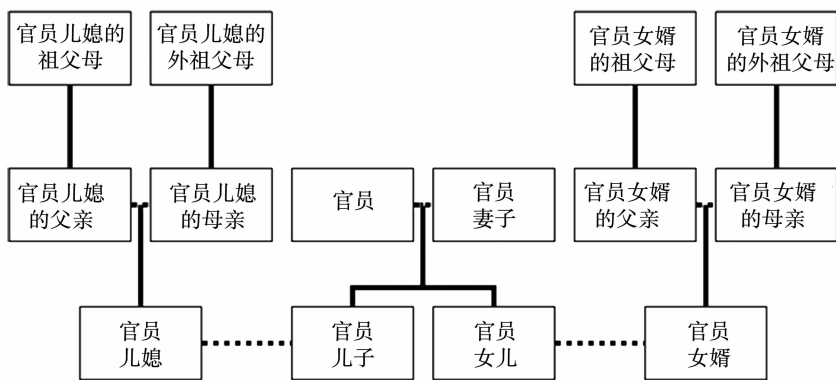 官员儿媳的
祖父母
官员儿媳的
外祖父母
官员女婿
的祖父母
官员女婿
的外祖父母
官员儿媳
的父亲
官员儿媳
的母亲
官员
官员
妻子
官员女婿
的父亲
官员女婿
的母亲
官员
儿媳
官员
儿子
官员
女儿
官员
女婿